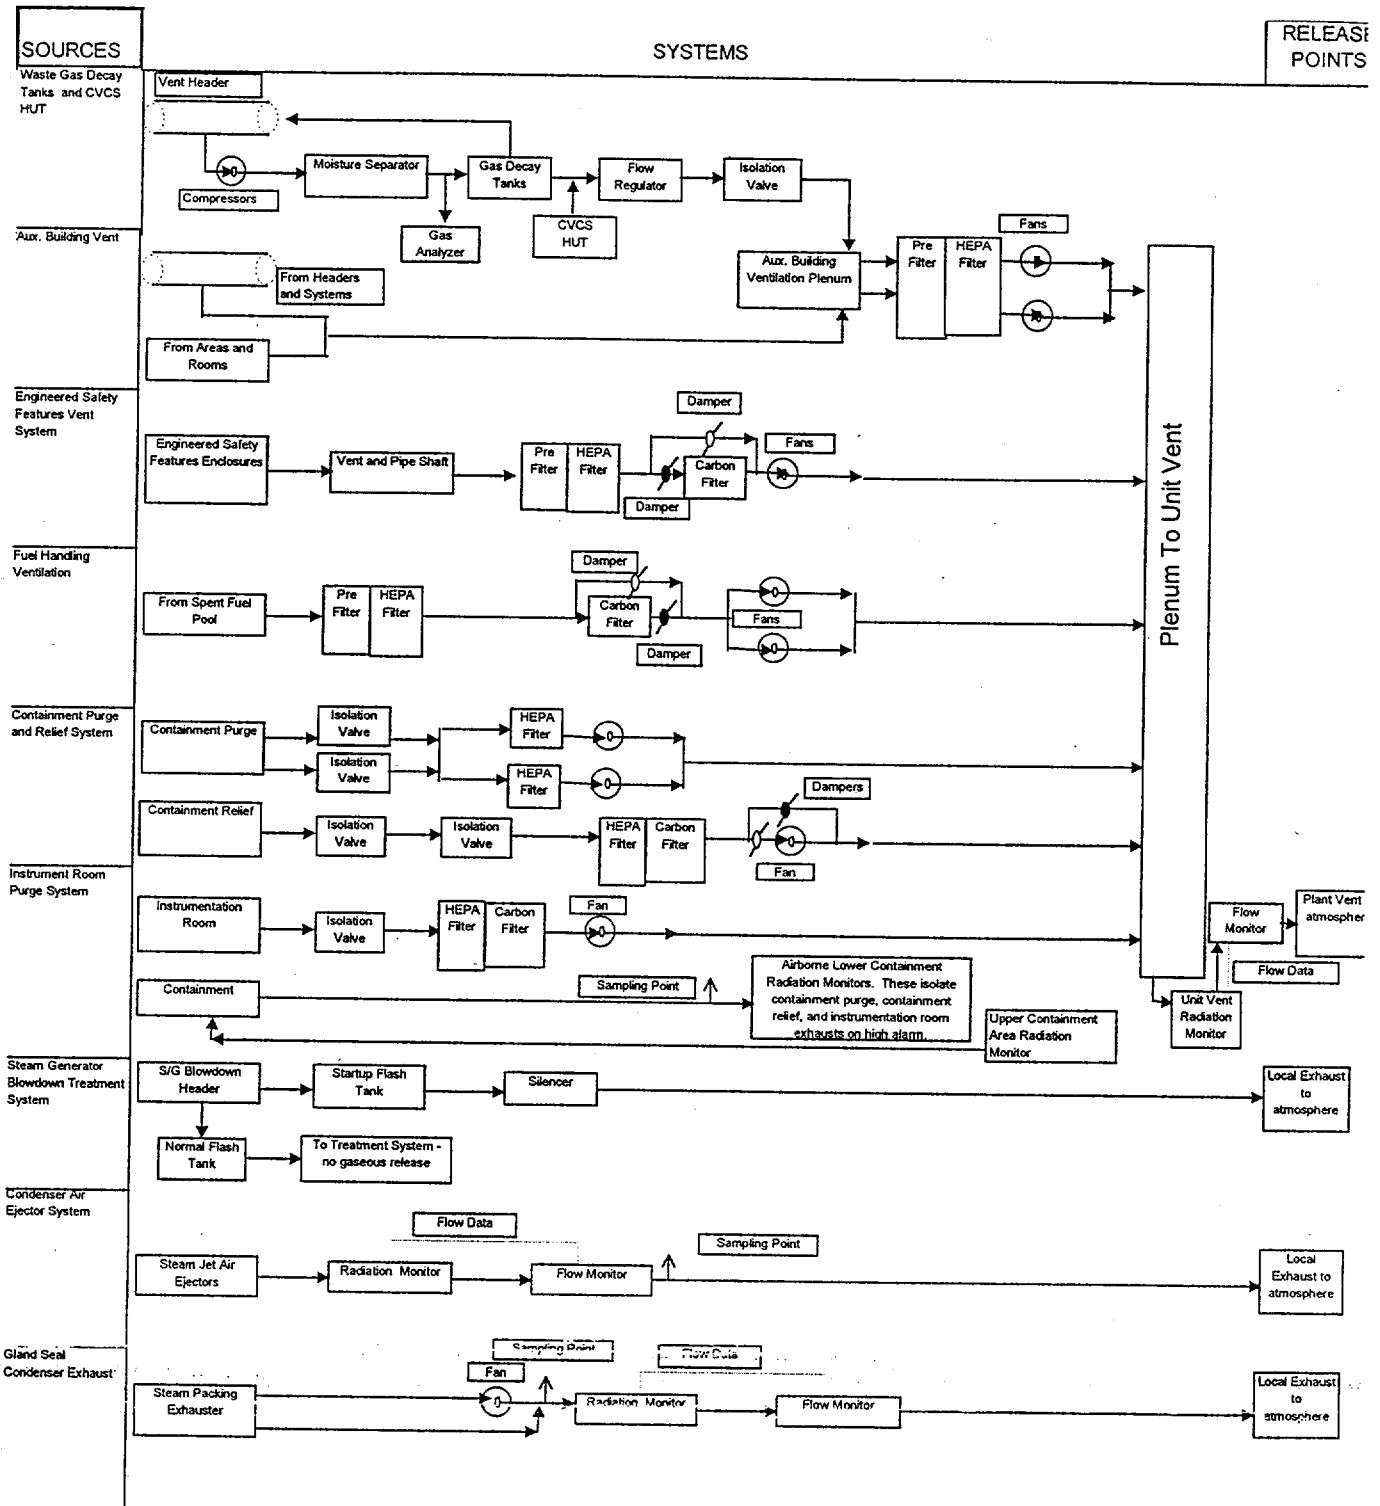 SOURCES
SYSTEMS
RELEASE
POINTS
Waste Gas Decay
Tanks and CVCS
HUT
Vent Header
Compressors
Moisture Separator
Gas
Analyzer
Gas Decay
Tanks
CVCS
HUT
Flow
Regulator
Isolation
Valve
Aux. Building Vent
From Headers
and Systems
From Areas and
Rooms
Aux. Building
Ventilation Plenum
Pre
Filter
HEPA
Filter
Fans
Plenum To Unit Vent
Engineered Safety
Features Vent
System
Engineered Safety
Features Enclosures
Vent and Pipe Shaft
Pre
Filter
HEPA
Filter
Damper
Carbon
Filter
Damper
Fans
Fuel Handling
Ventilation
From Spent Fuel
Pool
Pre
Filter
HEPA
Filter
Damper
Carbon
Filter
Damper
Fans
Containment Purge
and Relief System
Containment Purge
Isolation
Valve
Isolation
Valve
HEPA
Filter
HEPA
Filter
Containment Relief
Isolation
Valve
Isolation
Valve
HEPA
Filter
Carbon
Filter
Dampers
Fan
Instrument Room
Purge System
Instrumentation
Room
Isolation
Valve
HEPA
Filter
Carbon
Filter
Fan
Flow
Monitor
Plant Vent
atmospher
Flow Data
Unit Vent
Radiation
Monitor
Containment
Sampling Point
Airborne Lower Containment
Radiation Monitors. These isolate
containment purge, containment
relief, and instrumentation room
exhausts on high alarm.
Upper Containment
Area Radiation
Monitor
Steam Generator
Blowdown Treatment
System
S/G Blowdown
Header
Startup Flash
Tank
Silencer
Local Exhaust
to
atmosphere
Normal Flash
Tank
To Treatment System -
no gaseous release
Condenser Air
Ejector System
Flow Data
Sampling Point
Steam Jet Air
Ejectors
Radiation Monitor
Flow Monitor
Local
Exhaust to
atmosphere
Gland Seal
Condenser Exhaust
Sampling Point
Flow Data
Fan
Steam Packing
Exhauster
Radiation Monitor
Flow Monitor
Local Exhaust
to
atmosphere